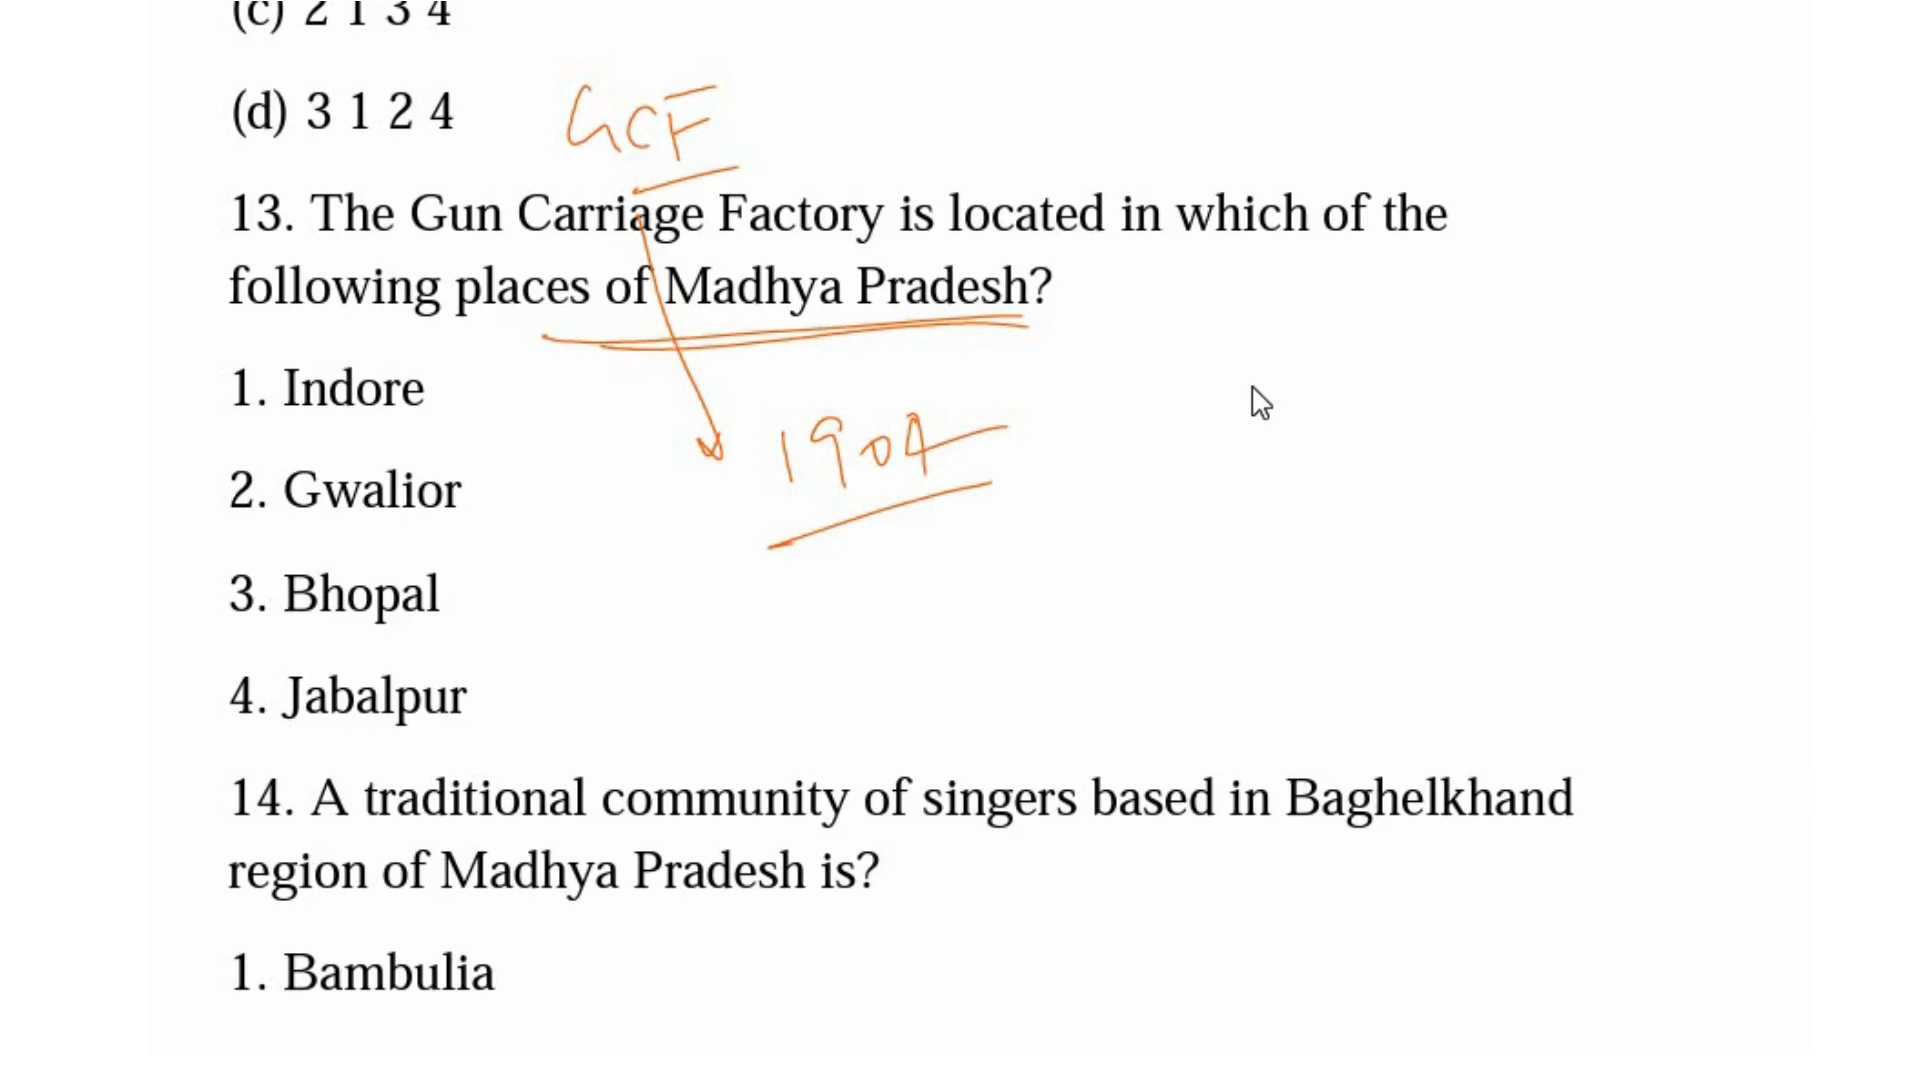 (c) 2 1 3 4
(d) 3 1 2 4
GCF
13. The Gun Carriage Factory is located in which of the
following places of Madhya Pradesh?
1. Indore
1904
2. Gwalior
3. Bhopal
4. Jabalpur
14. A traditional community of singers based in Baghelkhand
region of Madhya Pradesh is?
1. Bambulia